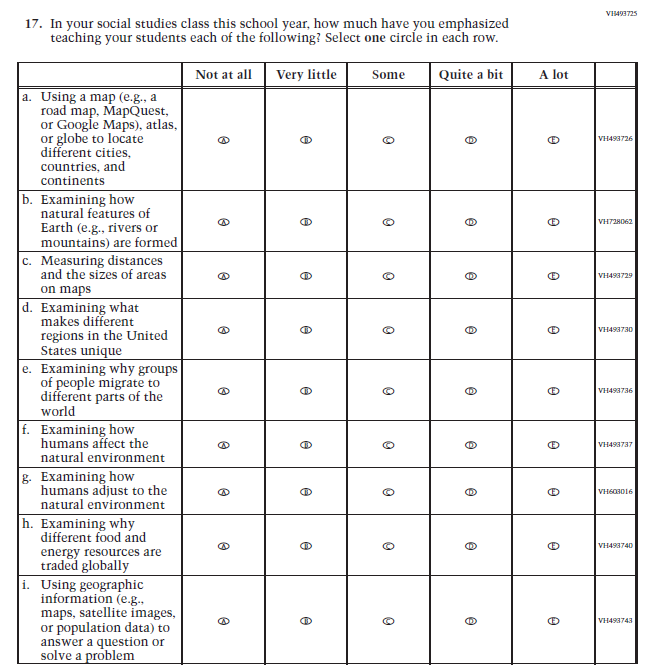 VH493725
17. In your social studies class this school year, how much have you emphasized
teaching your students each of the following? Select one circle in each row.
Not at all Very little Some Quite a bit A lot
a. Using a map (e.g., a
road map, MapQuest,
or Google Maps), atlas,
or globe to locate
different cities,
countries, and
continents
A B C D E VH493726
b. Examining how
natural features of
Earth (e.g., rivers or
mountains) are formed
A B C D E VH728062
c. Measuring distances
and the sizes of areas
on maps
A B C D E VH493729
d. Examining what
makes different
regions in the United
States unique
A B C D E VH493730
e. Examining why groups
of people migrate to
different parts of the
world
A B C D E VH493736
f. Examining how
humans affect the
natural environment
A B C D E VH493737
g. Examining how
humans adjust to the
natural environment
A B C D E VH603016
h. Examining why
different food and
energy resources are
traded globally
A B C D E VH493740
i. Using geographic
information (e.g.,
maps, satellite images,
or population data) to
answer a question or
solve a problem
A B C D E VH493743